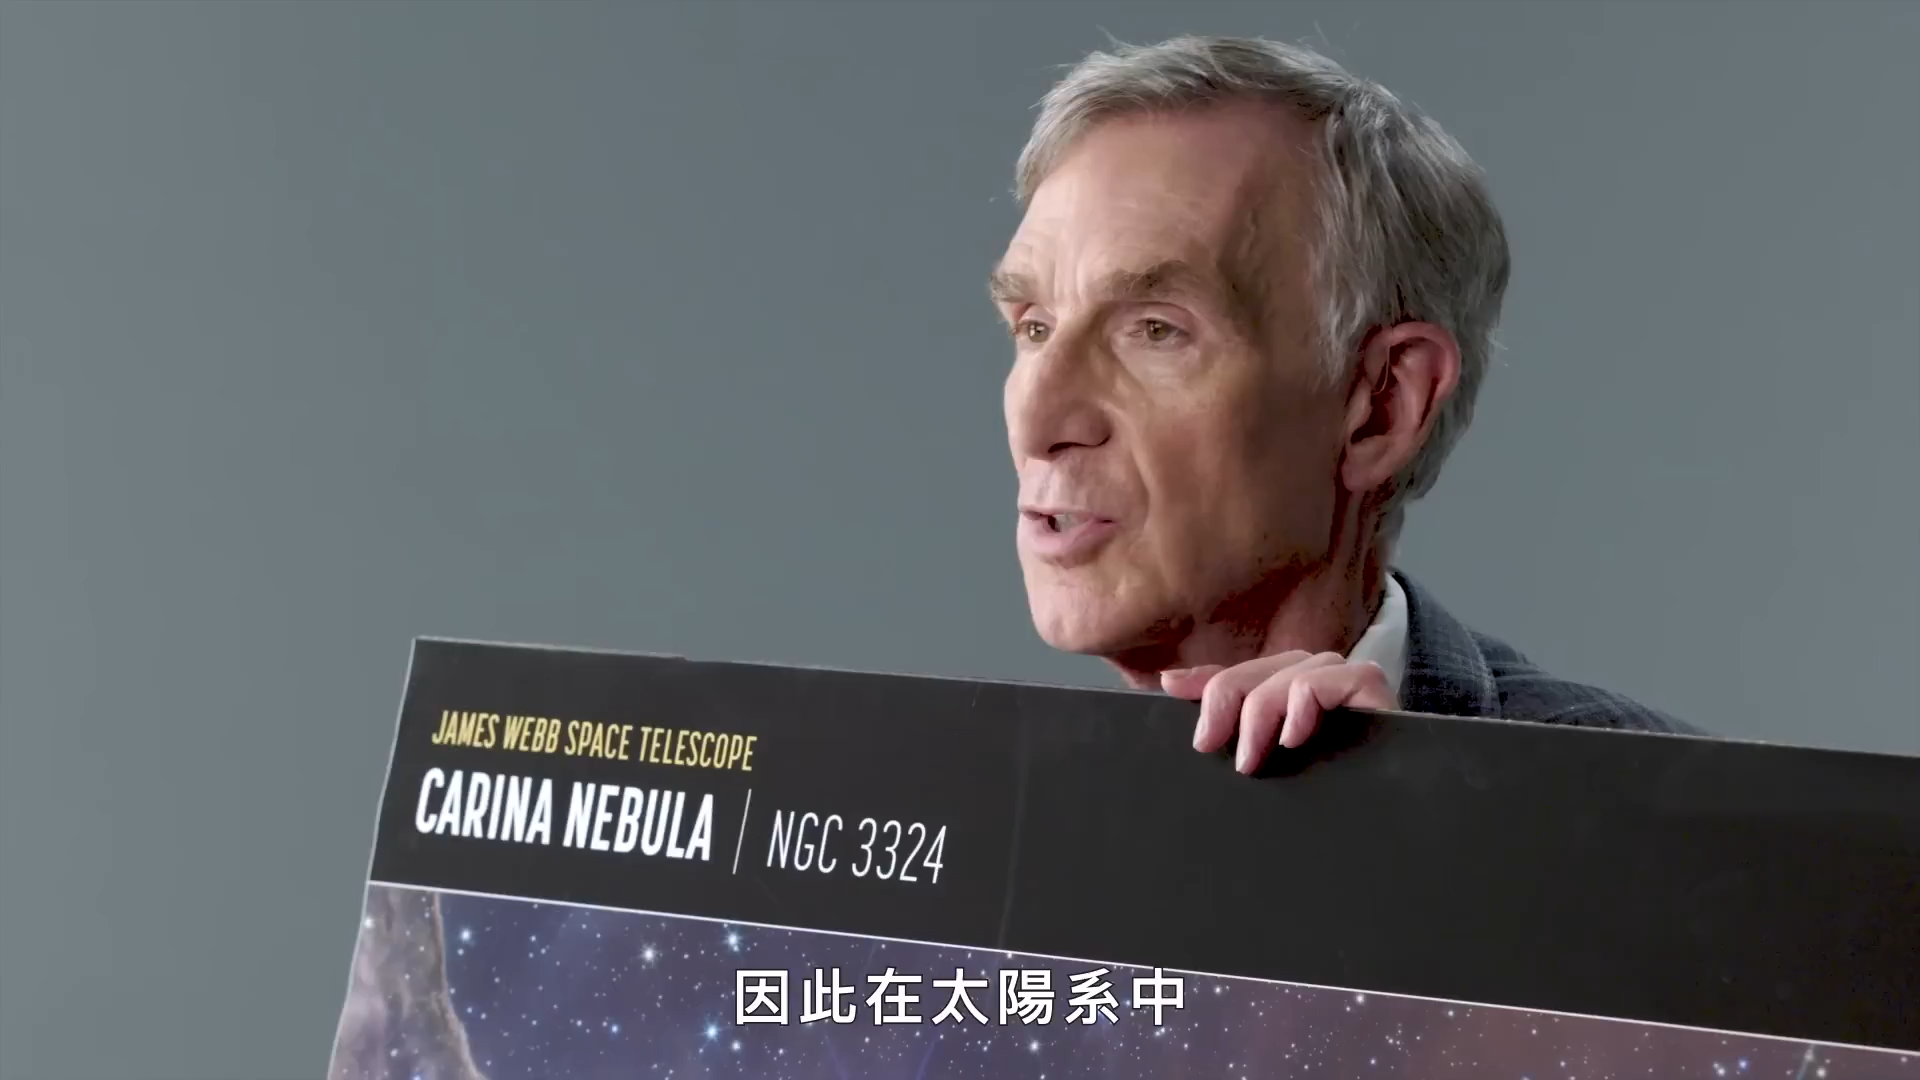 JAMES WEBB SPACE TELESCOPE
CARINA NEBULA | NGC 3324
因此在太陽系中